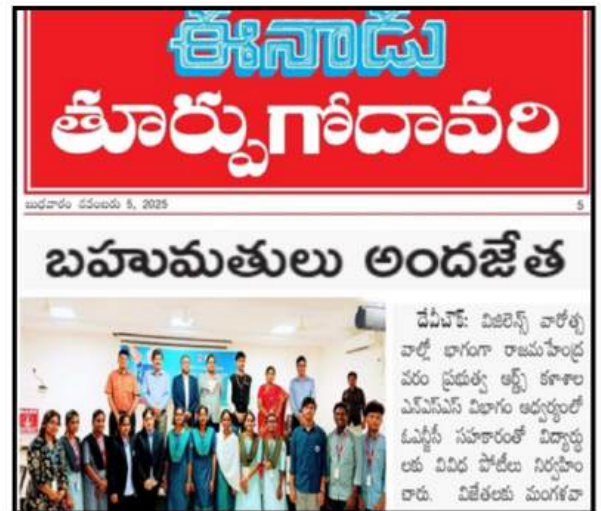 ఈనాడు
తూర్పుగోదావరి
బుధవారం నవంబరు 5, 2025
5
బహుమతులు అందజేత
దేవీచౌక్: విజిలెన్స్ వారోత్స
వాల్లో భాగంగా రాజమహేంద్ర
వరం ప్రభుత్వ ఆర్ట్స్ కళాశాల
ఎన్ఎస్ఎస్ విభాగం ఆధ్వర్యంలో
ఓఎన్జీసీ సహకారంతో విద్యార్థు
లకు వివిధ పోటీలు నిర్వహిం
చారు. విజేతలకు మంగళవా